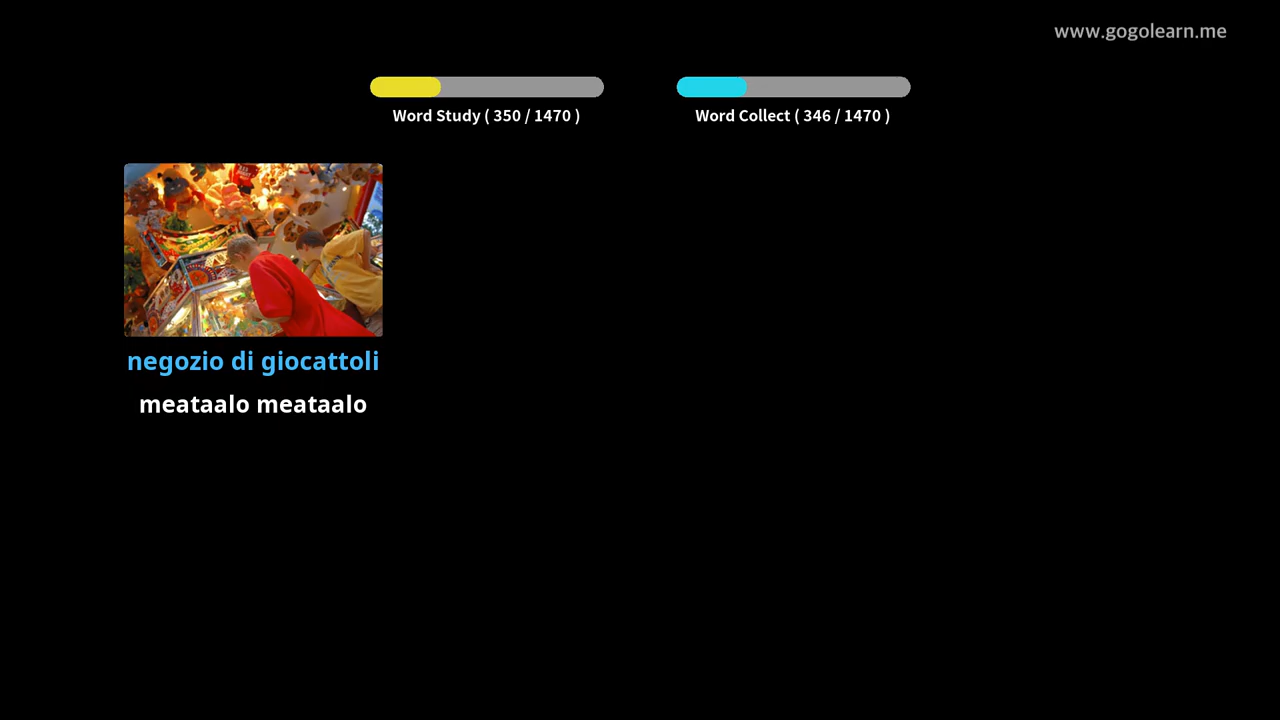 www.gogolearn.me
Word Study ( 350 / 1470 )
Word Collect ( 346 / 1470 )
negozio di giocattoli
meataalo meataalo